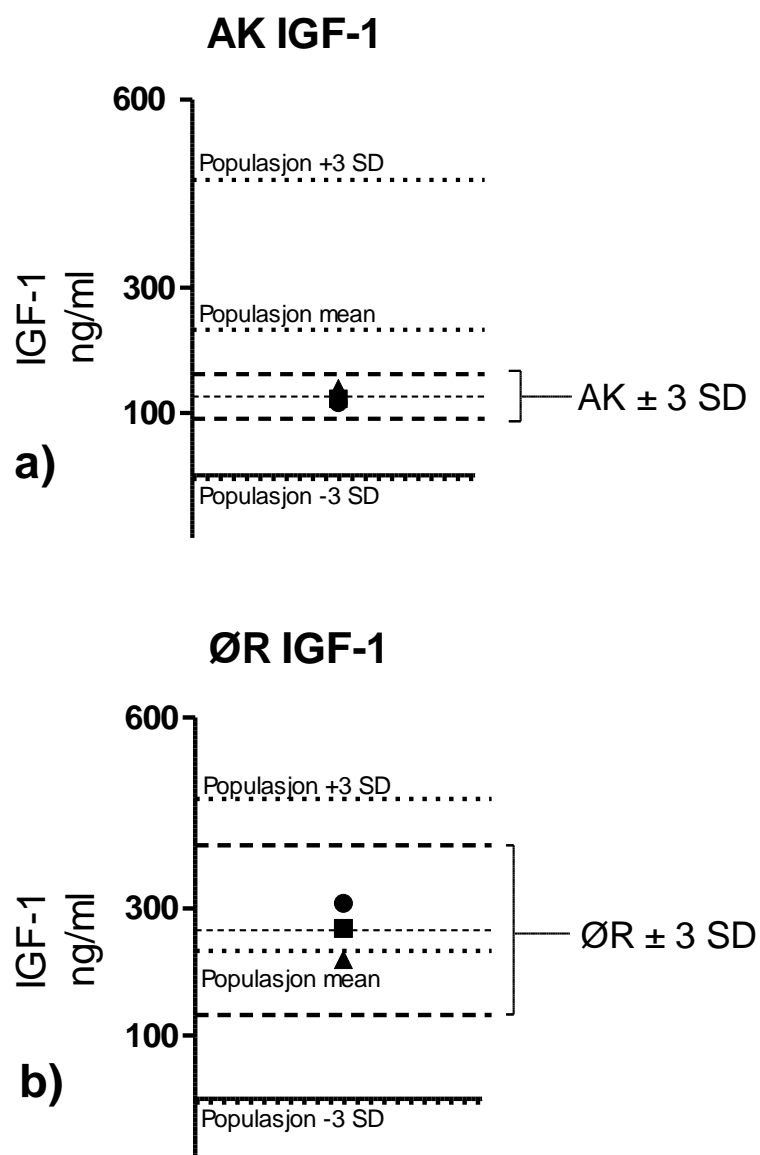 AK IGF-1
600
Populasjon +3 SD
300
Populasjon mean
IGF-1
ng/ml
AK ± 3 SD
100
a)
Populasjon -3 SD
ØR IGF-1
600
Populasjon +3 SD
300
IGF-1
ng/ml
ØR ± 3 SD
Populasjon mean
100
b)
Populasjon -3 SD